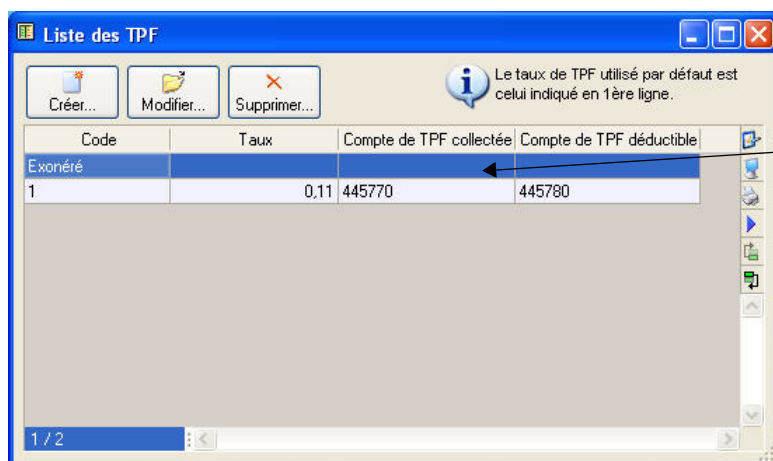 Liste des TPF
Créer...
Modifier...
Supprimer...
Le taux de TPF utilisé par défaut est
celui indiqué en 1ère ligne.
Code Taux Compte de TPF collectée Compte de TPF déductible
Exonéré
1 0,11 445770 445780
1 / 2